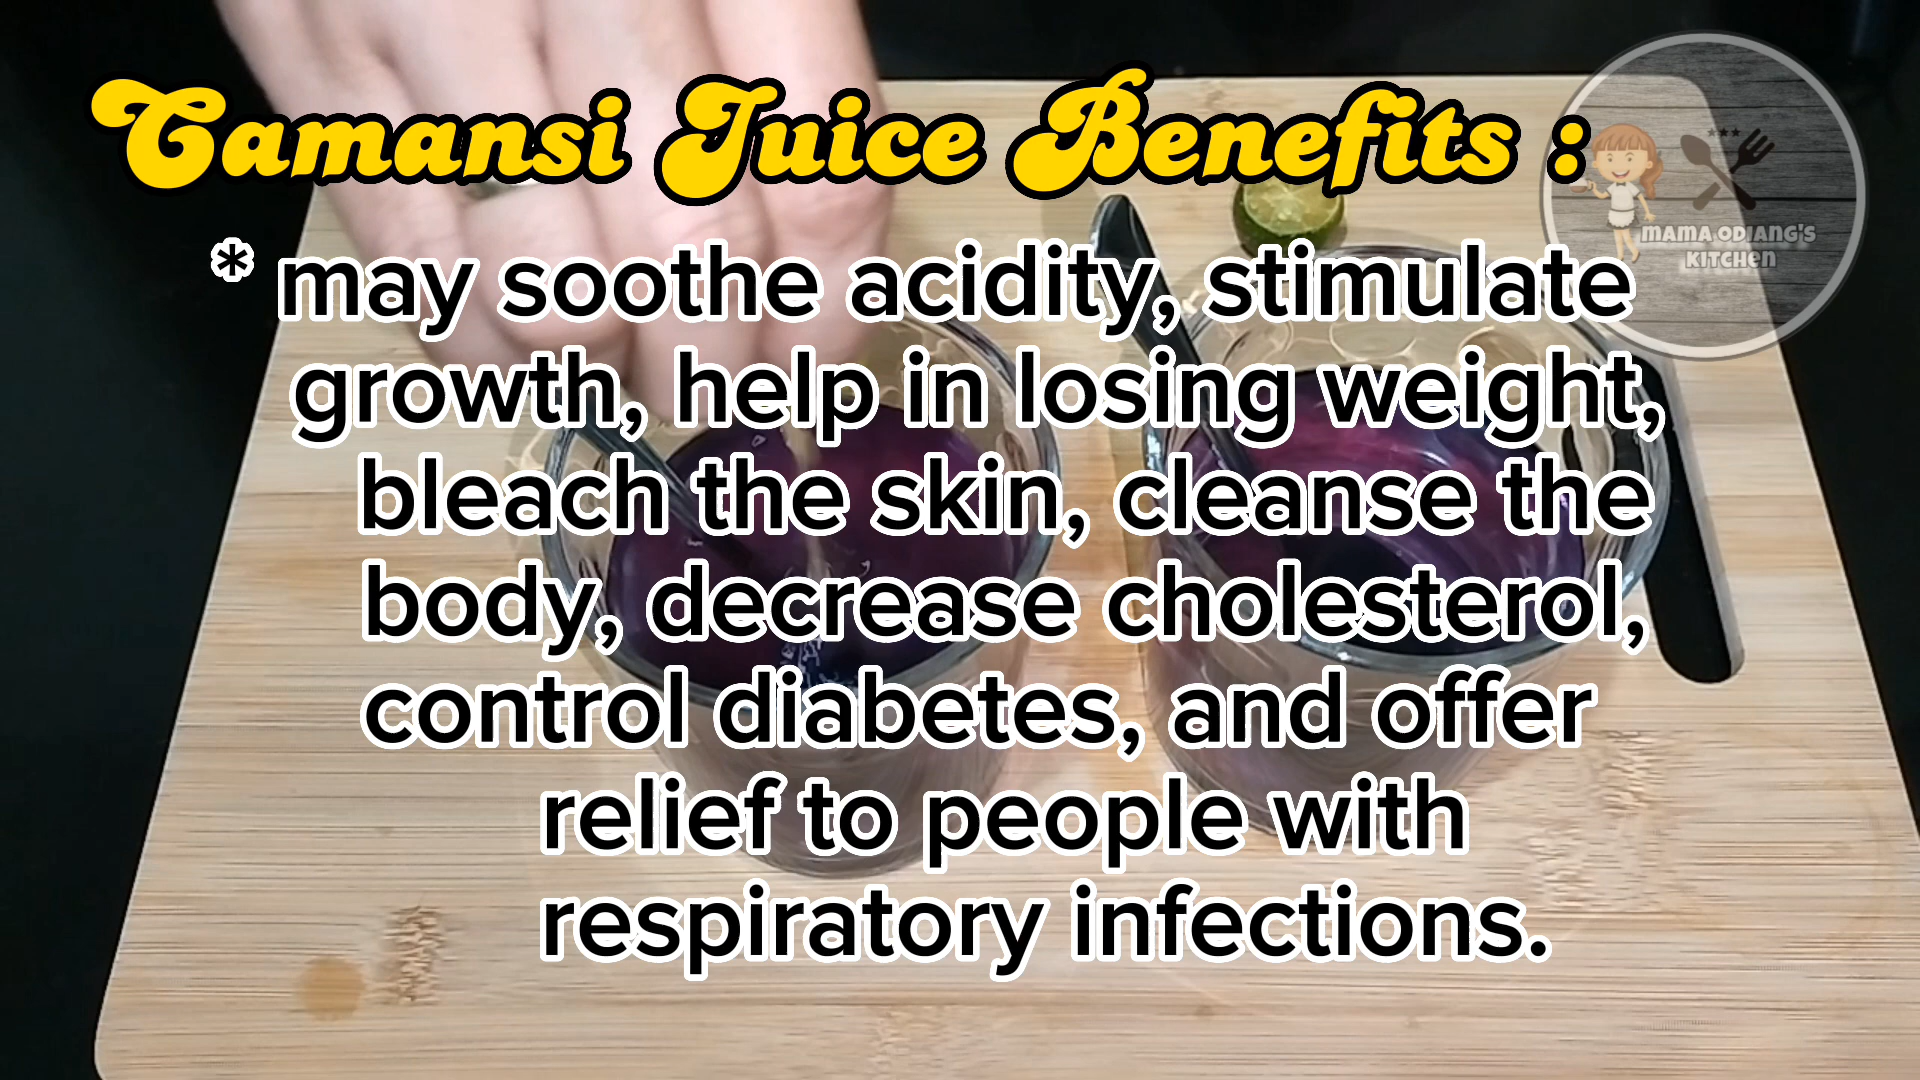 Camansi Juice Benefits :
* may soothe acidity, stimulate
growth, help in losing weight,
bleach the skin, cleanse the
body, decrease cholesterol,
control diabetes, and offer
relief to people with
respiratory infections.
MAMA ODIANG'S
KITCHEN